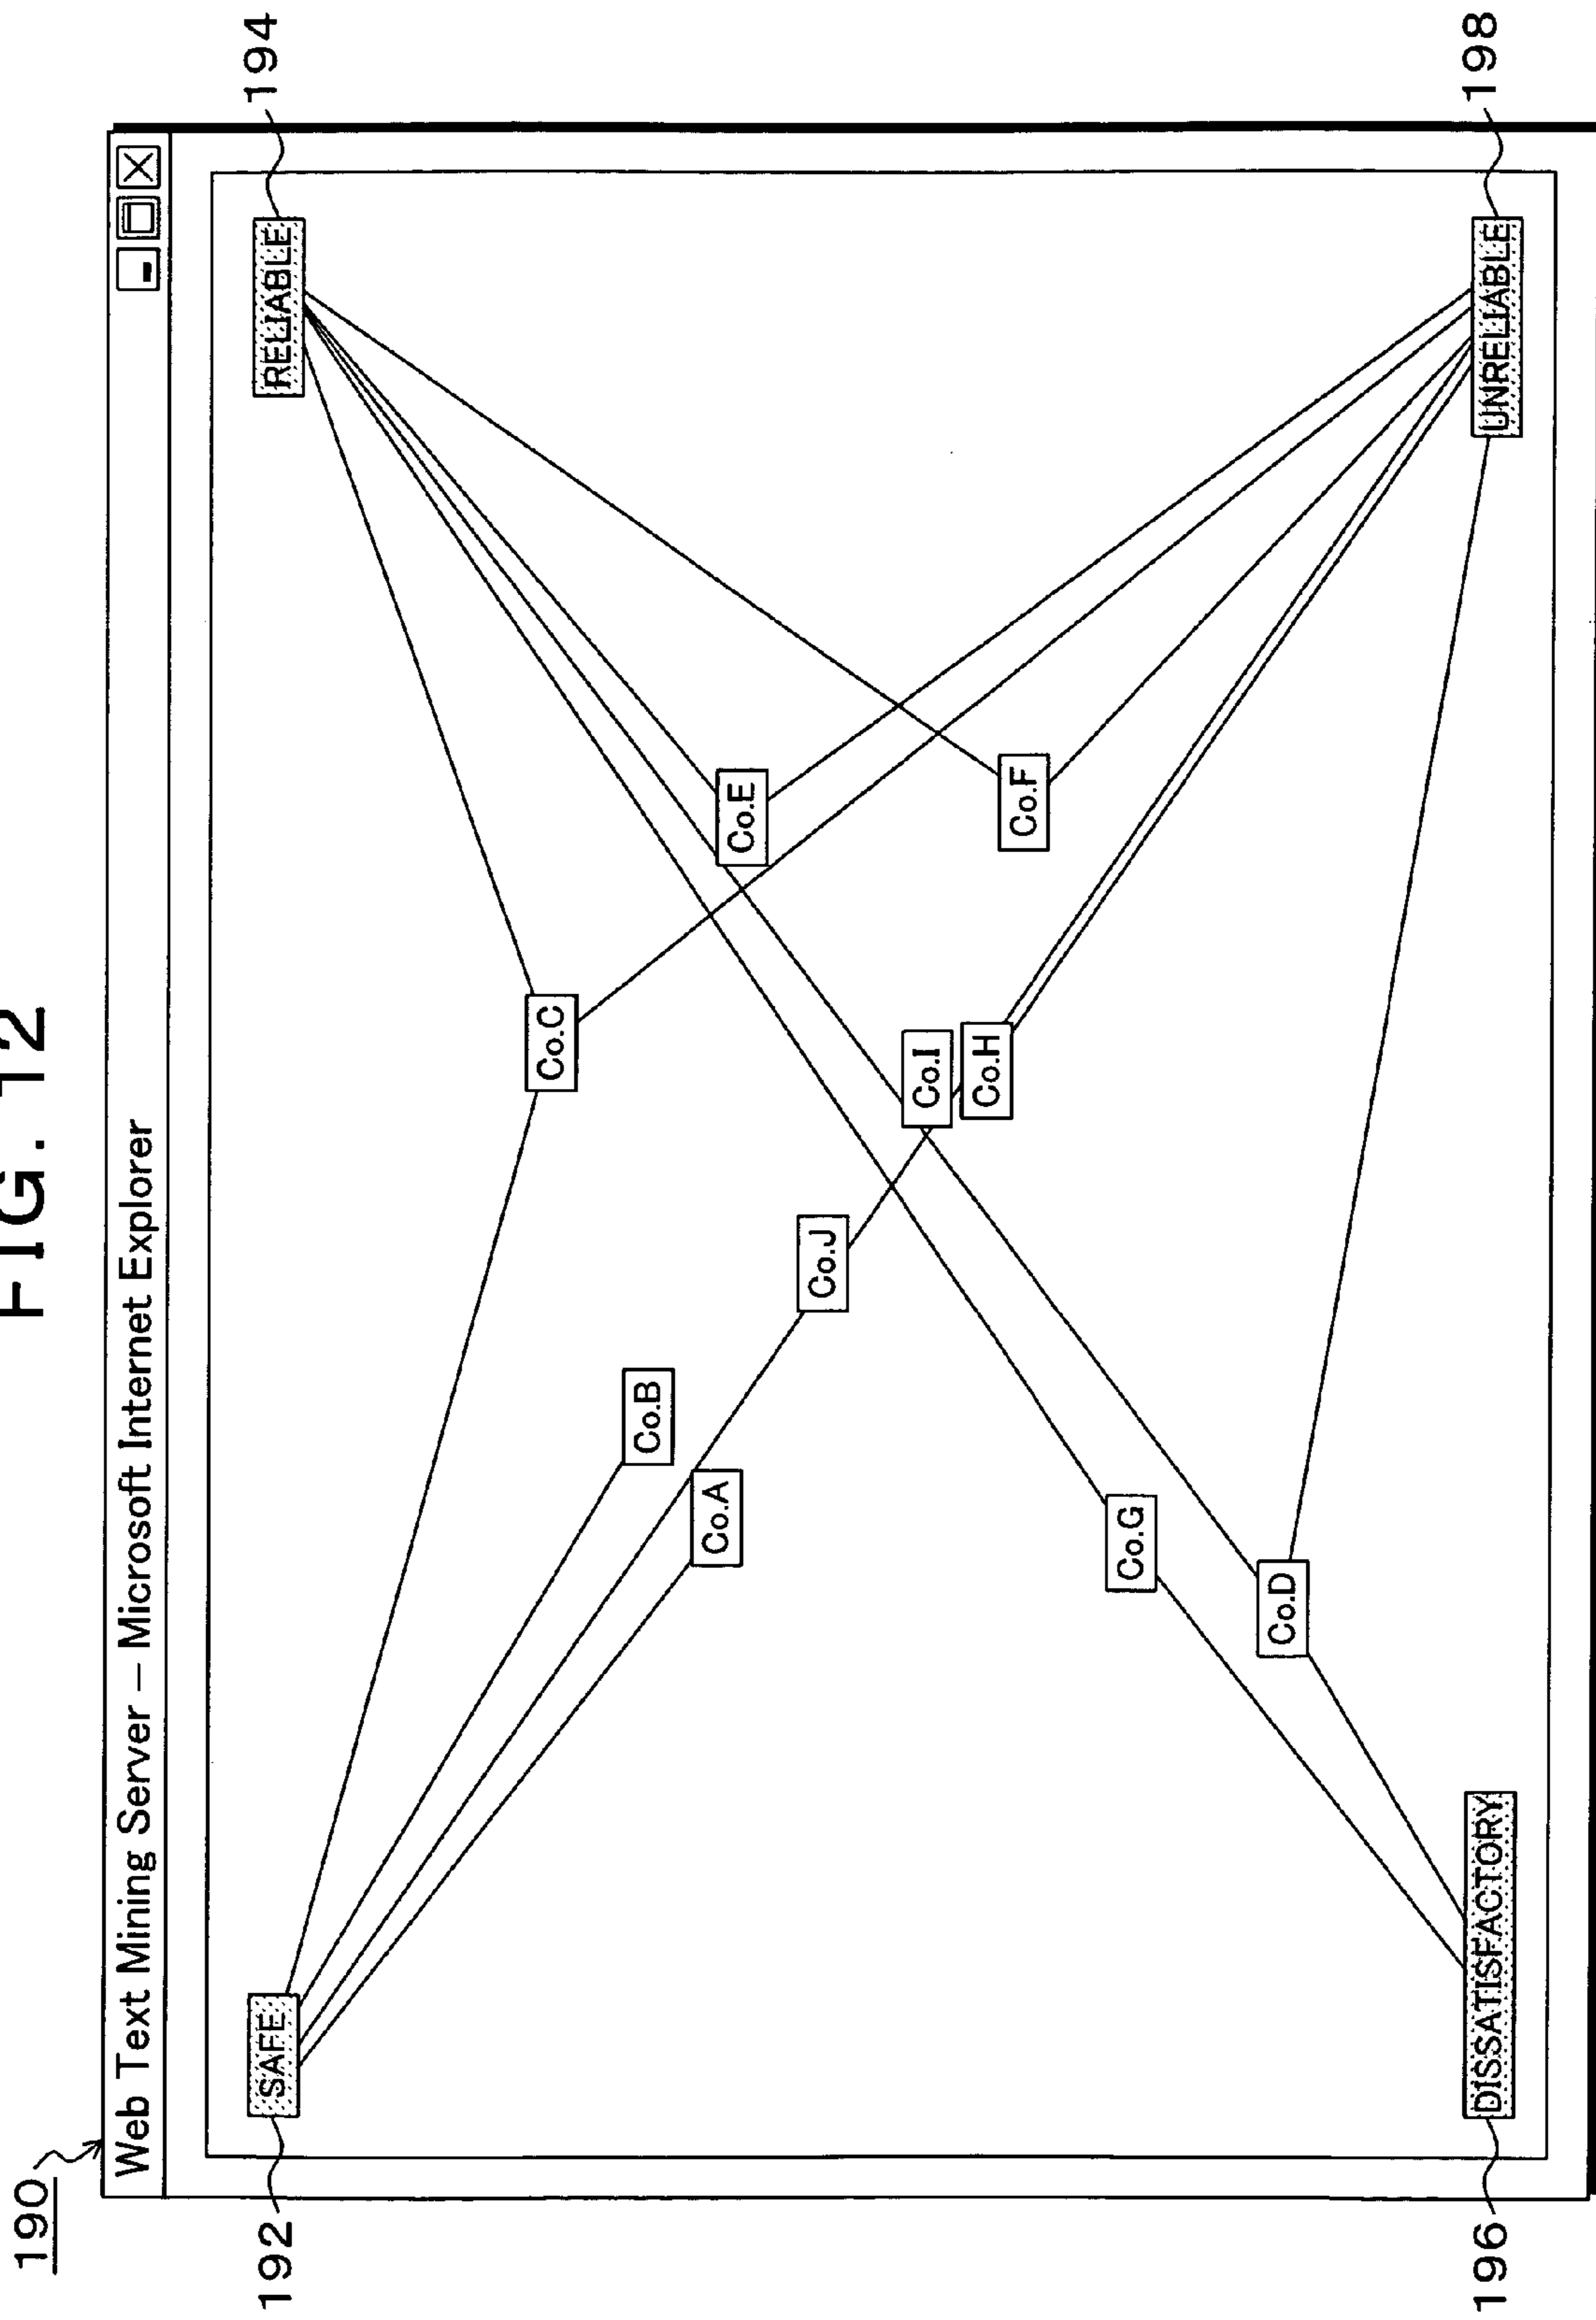 FIG. 12
190
Web Text Mining Server – Microsoft Internet Explorer
192
SAFE
RELIABLE
194
Co.C
Co.B
Co.A
Co.E
Co.J
Co.I
Co.H
Co.F
Co.G
Co.D
196
DISSATISFACTORY
UNRELIABLE
198